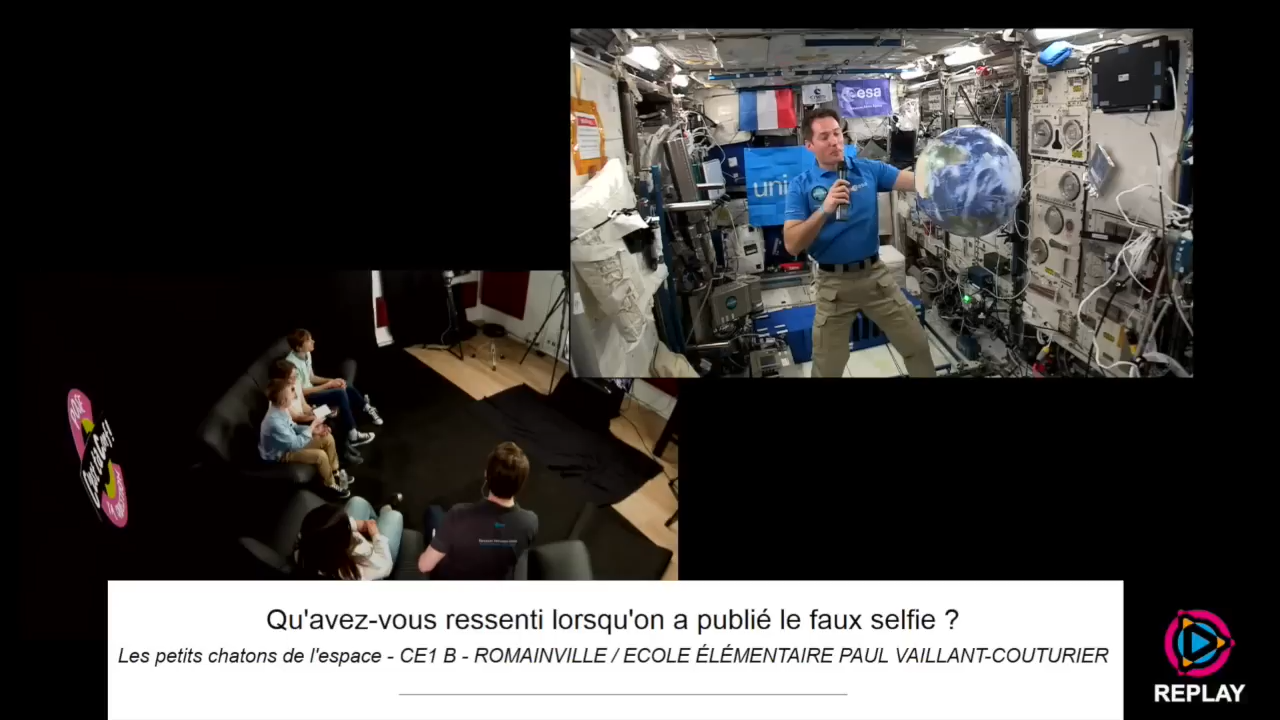 esa
uni
Qu'avez-vous ressenti lorsqu'on a publié le faux selfie ?
Les petits chatons de l'espace - CE1 B - ROMAINVILLE / ECOLE ÉLÉMENTAIRE PAUL VAILLANT-COUTURIER
REPLAY